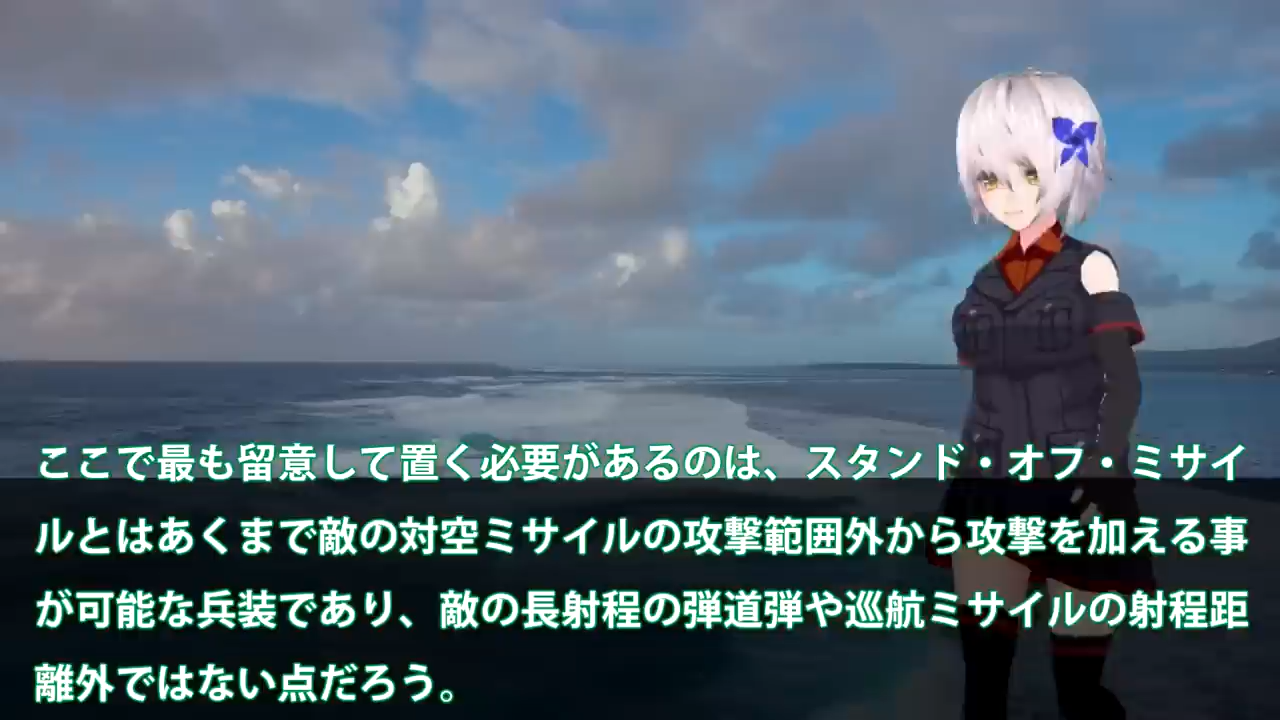 ここで最も留意して置く必要があるのは、スタンド・オフ・ミサイ
ルとはあくまで敵の対空ミサイルの攻撃範囲外から攻撃を加える事
が可能な兵装であり、敵の長射程の弾道弾や巡航ミサイルの射程距
離外ではない点だろう。